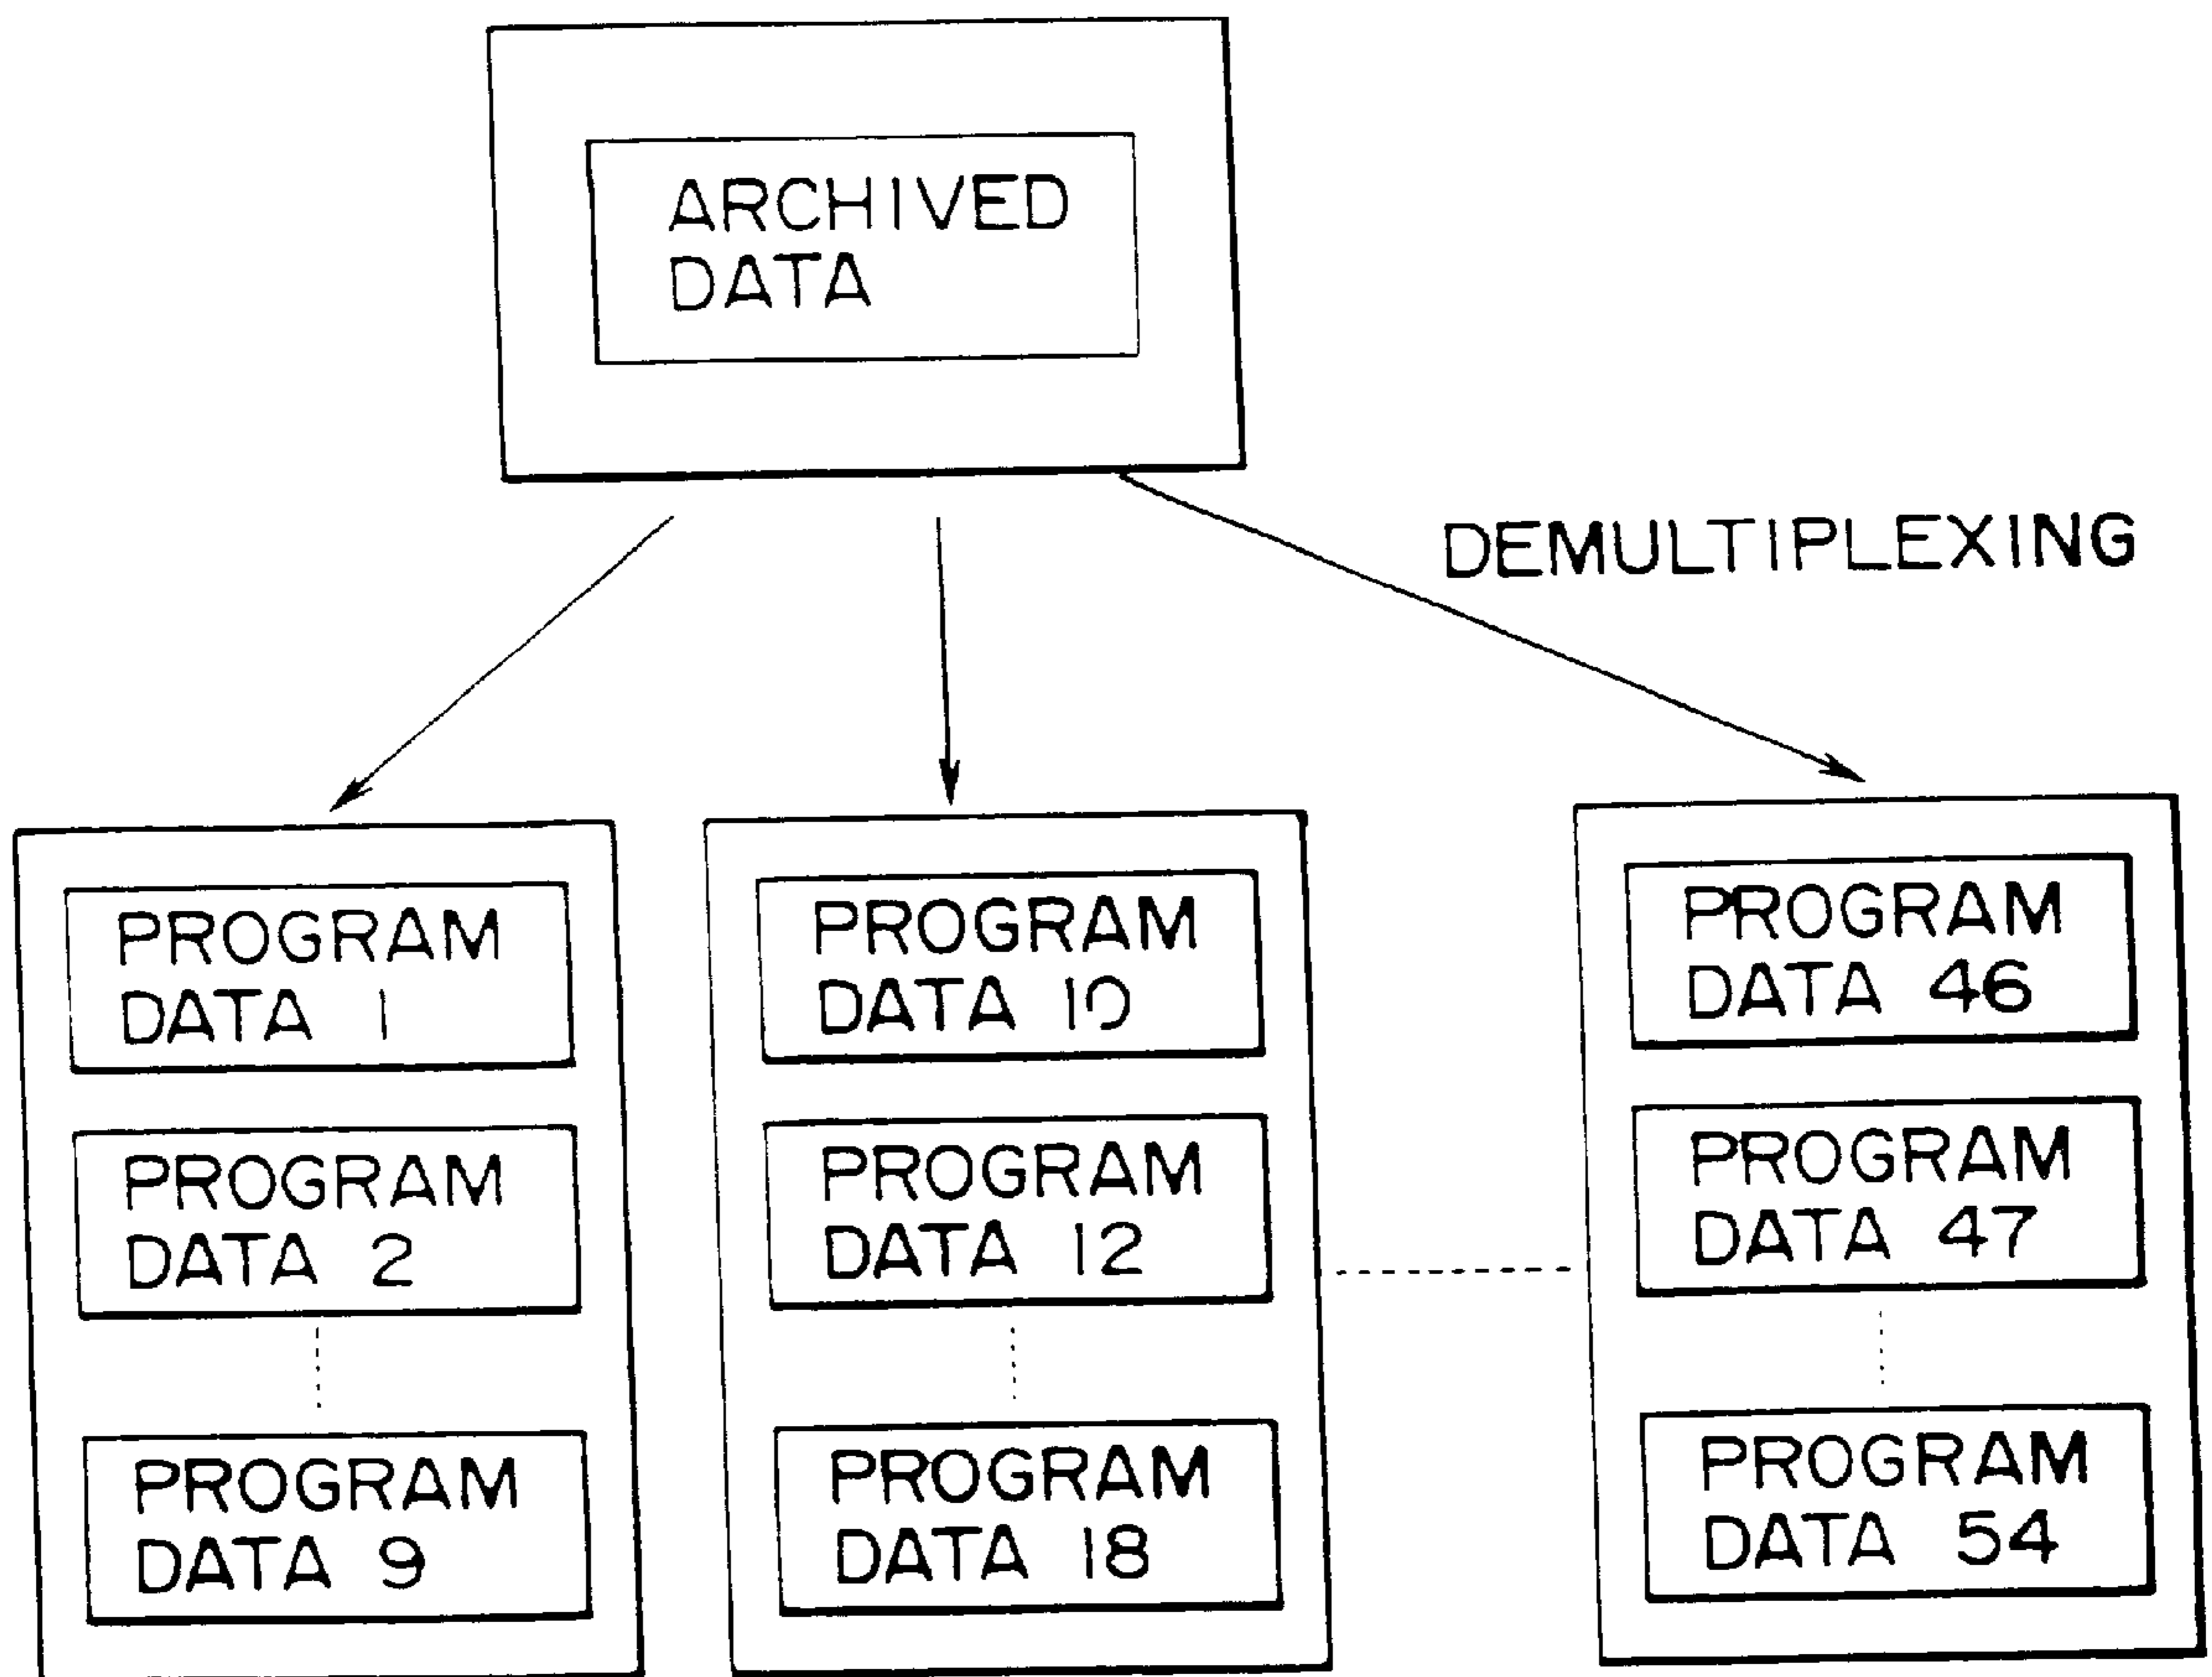 ARCHIVED
DATA
DEMULTIPLEXING
PROGRAM
DATA 1
PROGRAM
DATA 2
PROGRAM
DATA 9
PROGRAM
DATA 10
PROGRAM
DATA 12
PROGRAM
DATA 18
PROGRAM
DATA 46
PROGRAM
DATA 47
PROGRAM
DATA 54